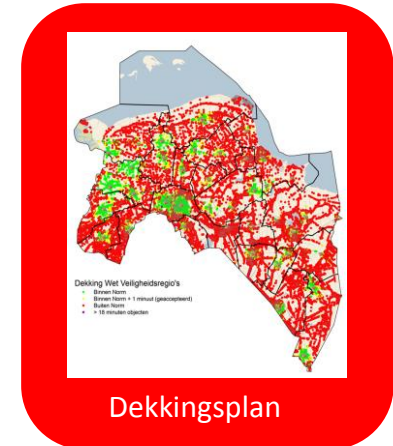 Dekking Wet Veiligheidsregio's
Binnen Norm
Binnen Norm + 1 minuut (geaccepteerd)
Buiten Norm
> 18 minuten objecten
Dekkingsplan